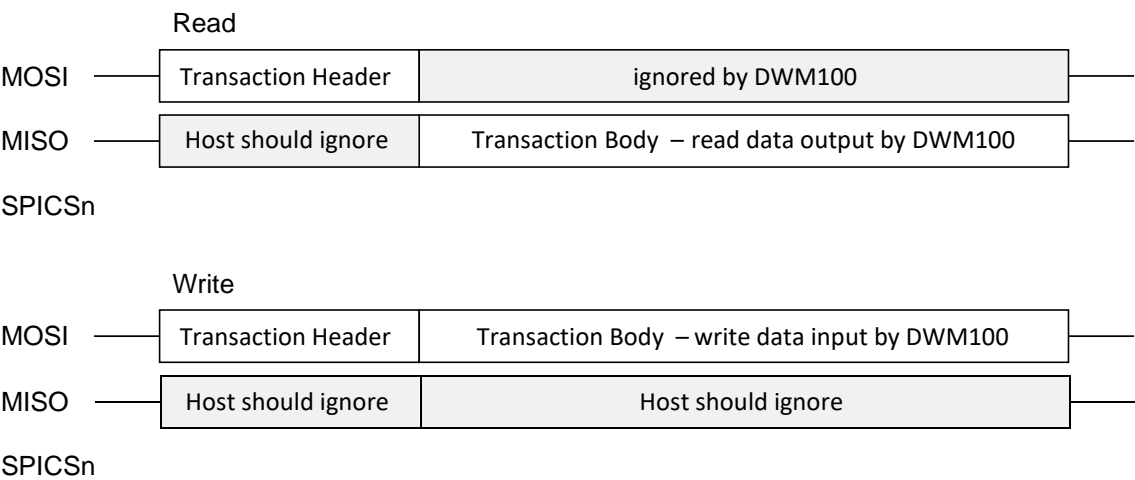 Read
MOSI Transaction Header ignored by DWM100
MISO Host should ignore Transaction Body – read data output by DWM100
SPICSn
Write
MOSI Transaction Header Transaction Body – write data input by DWM100
MISO Host should ignore Host should ignore
SPICSn